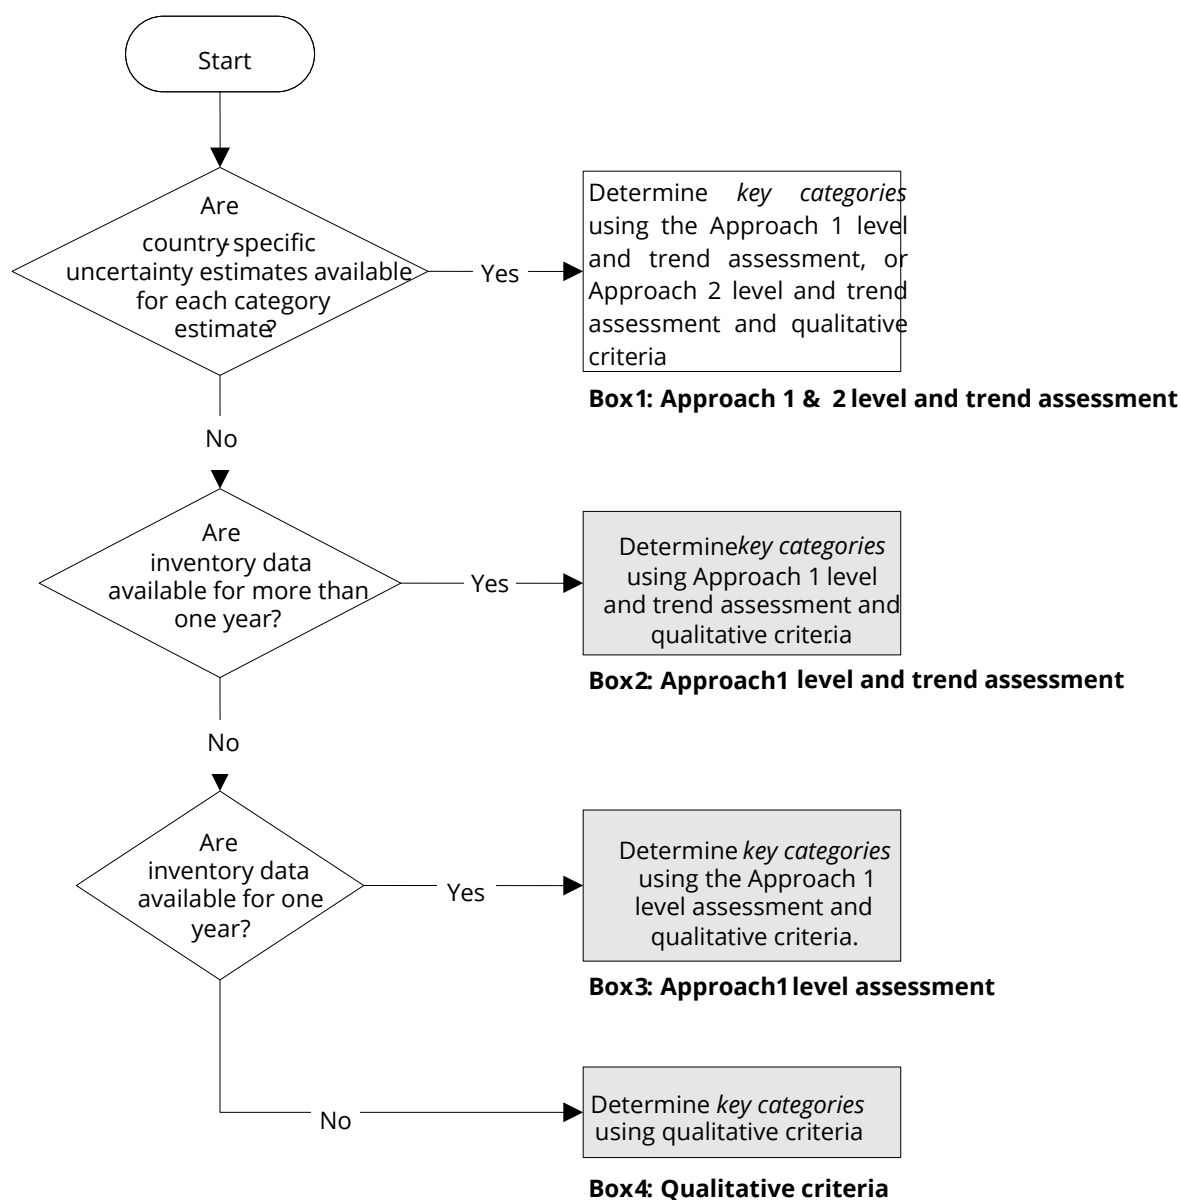 Start
Are
country-specific
uncertainty estimates available
for each category
estimate?
Yes
Determine key categories
using the Approach 1 level
and trend assessment, or
Approach 2 level and trend
assessment and qualitative
criteria
Box1: Approach 1 & 2 level and trend assessment
No
Are
inventory data
available for more than
one year?
Yes
Determine key categories
using Approach 1 level
and trend assessment and
qualitative criteria.
Box2: Approach1 level and trend assessment
No
Are
inventory data
available for one
year?
Yes
Determine key categories
using the Approach 1
level assessment and
qualitative criteria.
Box3: Approach1 level assessment
No
Determine key categories
using qualitative criteria
Box4: Qualitative criteria